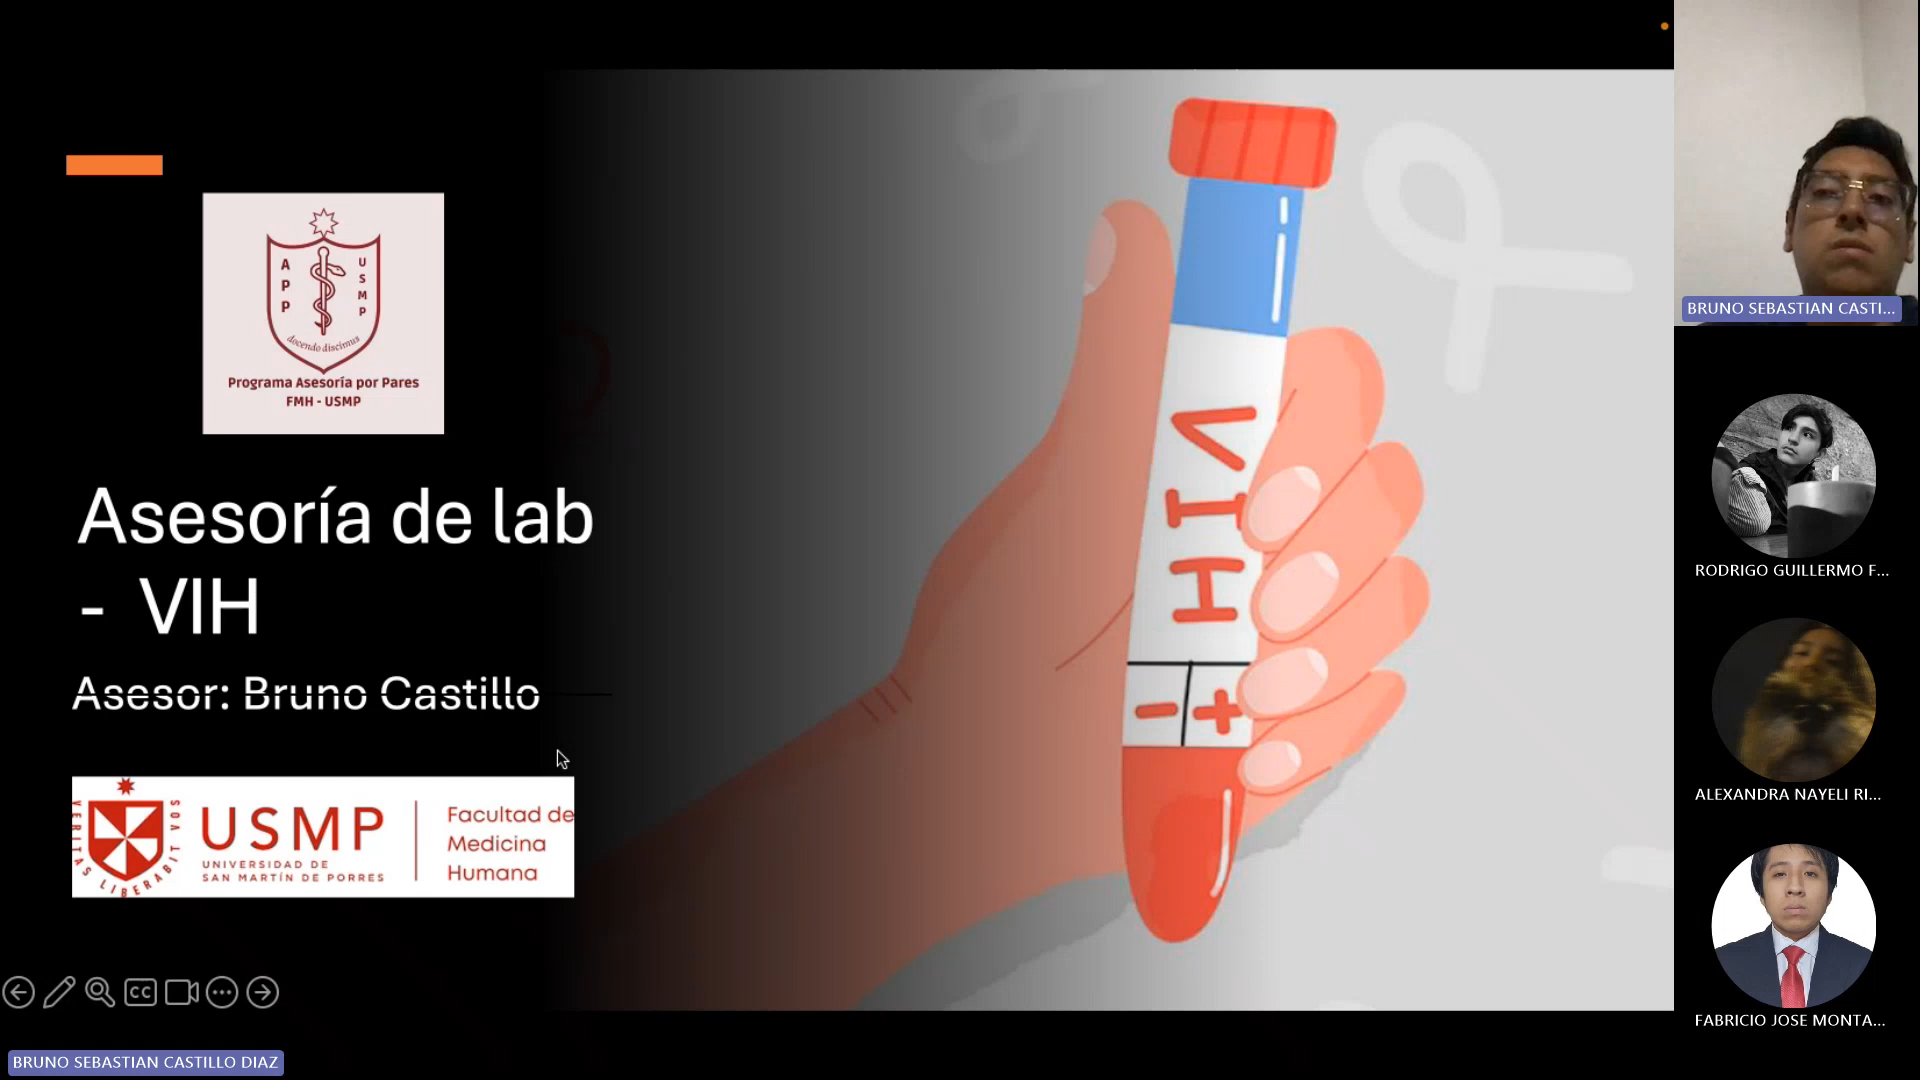 A
P
P
U
S
M
P
docendo discimus
Programa Asesoría por Pares
FMH - USMP
Asesoría de lab
- VIH
Asesor: Bruno Castillo
VERITAS LIBERABIT VOS
USMP
UNIVERSIDAD DE
SAN MARTÍN DE PORRES
Facultad de
Medicina
Humana
VIH
- +
CC
BRUNO SEBASTIAN CASTILLO DIAZ
BRUNO SEBASTIAN CASTI...
RODRIGO GUILLERMO F...
ALEXANDRA NAYELI RI...
FABRICIO JOSE MONTA...